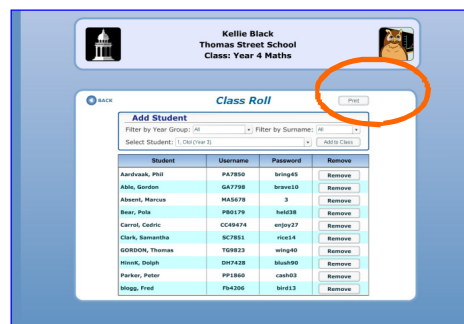 Kellie Black
Thomas Street School
Class: Year 4 Maths
BACK
Class Roll
Print
Add Student
Filter by Year Group: All Filter by Surname: All
Select Student: 1, Old (Year 3) Add to Class
Student Username Password Remove
Aardvaak, Phil PA7850 bring45 Remove
Able, Gordon GA7798 brave10 Remove
Absent, Marcus MA5678 3 Remove
Bear, Pola PB0179 held38 Remove
Carrol, Cedric CC49474 enjoy27 Remove
Clark, Samantha SC7851 rice14 Remove
GORDON, Thomas TG9823 wing40 Remove
HinnK, Dolph DH7428 blush90 Remove
Parker, Peter PP1860 cash03 Remove
blogg, Fred Fb4206 bird13 Remove